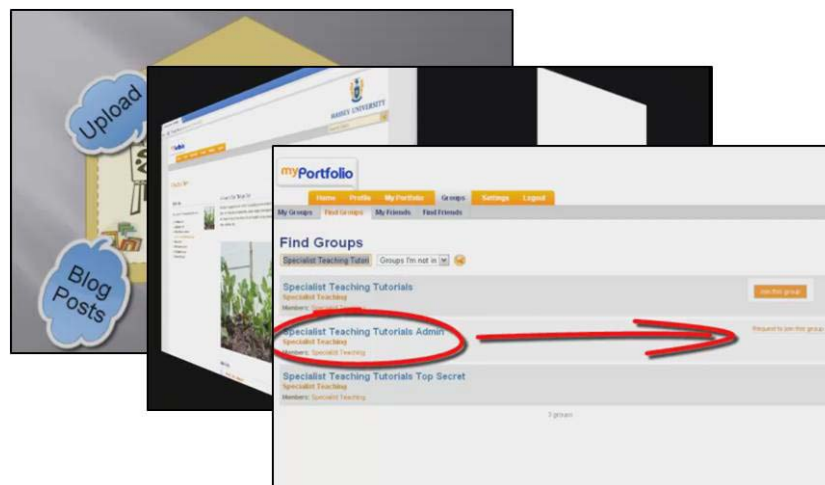 Upload
Blog
Posts
MASSEY UNIVERSITY
myPortfolio
Home Profile My Portfolio Groups Settings Logout
My Groups Find Groups My Friends Find Friends
Find Groups
Specialist Teaching Tutori Groups I'm not in
Specialist Teaching Tutorials
Specialist Teaching
Members: Specialist Teaching
Join this group
Specialist Teaching Tutorials Admin
Specialist Teaching
Members: Specialist Teaching
Request to join this group
Specialist Teaching Tutorials Top Secret
Specialist Teaching
Members: Specialist Teaching
3 groups